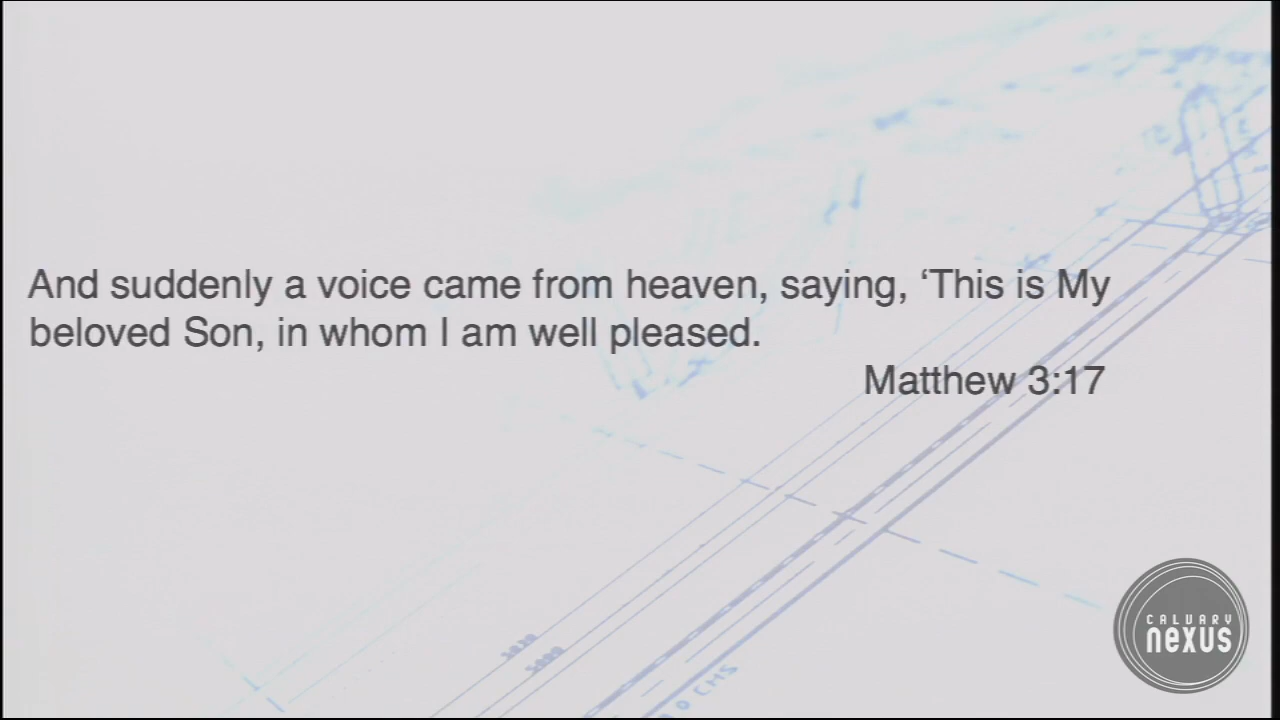 And suddenly a voice came from heaven, saying, ‘This is My
beloved Son, in whom I am well pleased.
Matthew 3:17
CALVARY
nexus